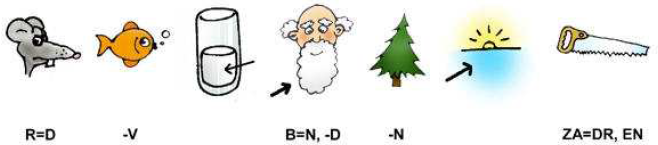 R=D -V B=N, -D -N ZA=DR, EN